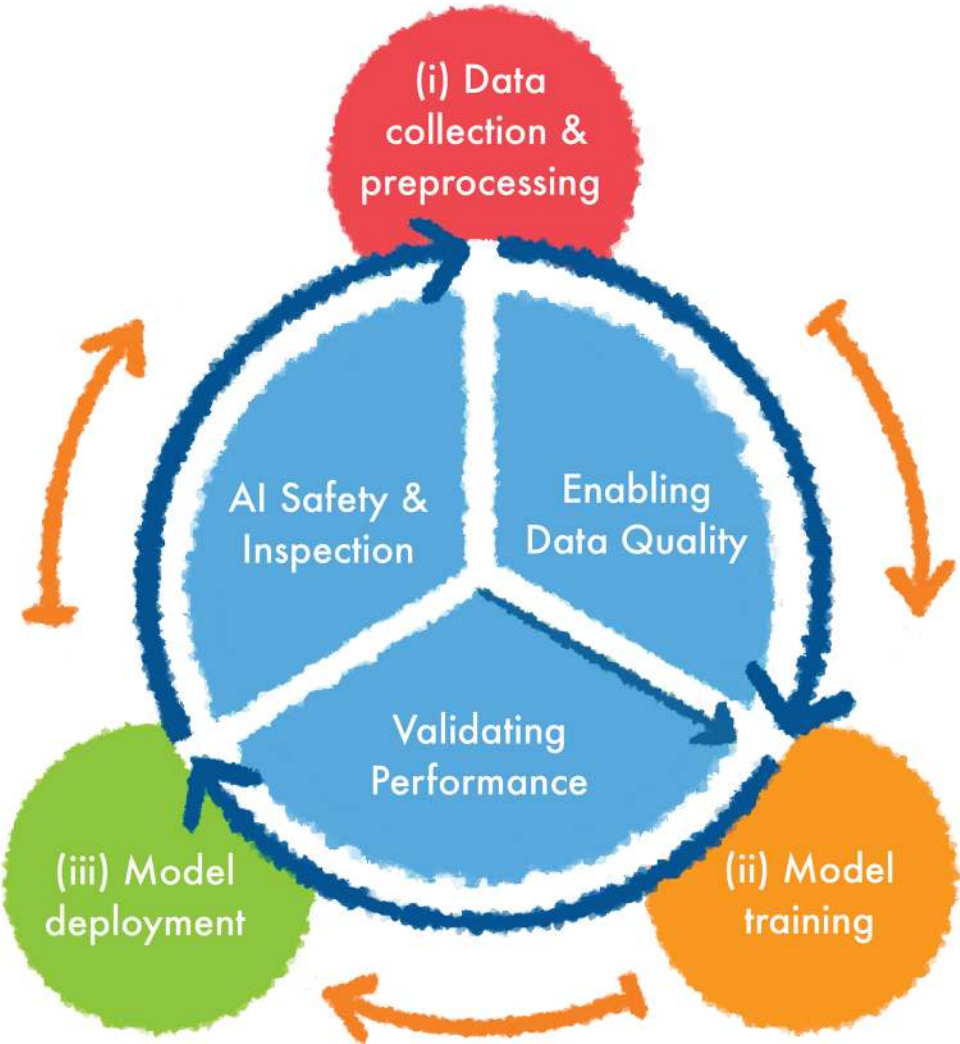 (i) Data
collection &
preprocessing
AI Safety &
Inspection
Enabling
Data Quality
Validating
Performance
(iii) Model
deployment
(ii) Model
training